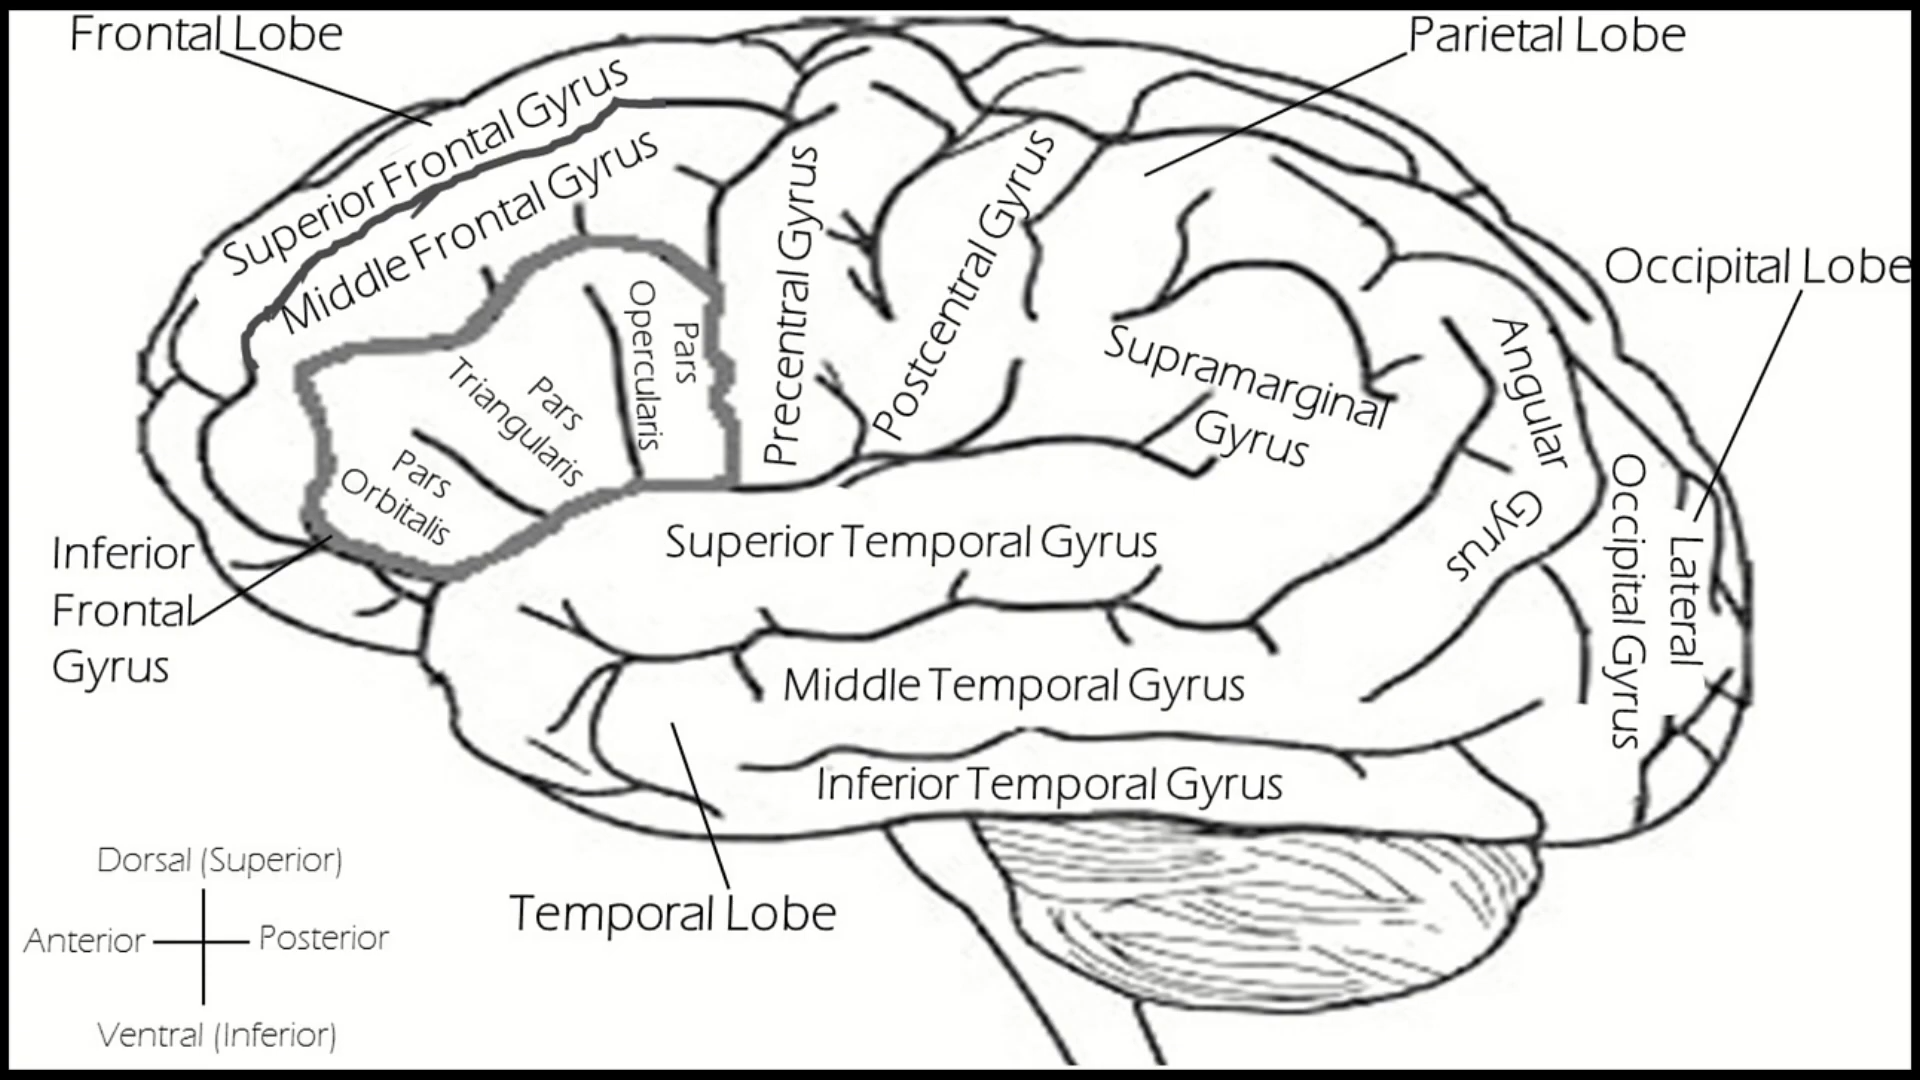 Frontal Lobe
Parietal Lobe
Superior Frontal Gyrus
Middle Frontal Gyrus
Precentral Gyrus
Postcentral Gyrus
Occipital Lobe
Pars
Opercularis
Pars
Triangularis
Pars
Orbitalis
Supramarginal
Gyrus
Angular
Gyrus
Lateral
Occipital Gyrus
Inferior
Frontal
Gyrus
Superior Temporal Gyrus
Middle Temporal Gyrus
Inferior Temporal Gyrus
Temporal Lobe
Dorsal (Superior)
Anterior
Posterior
Ventral (Inferior)